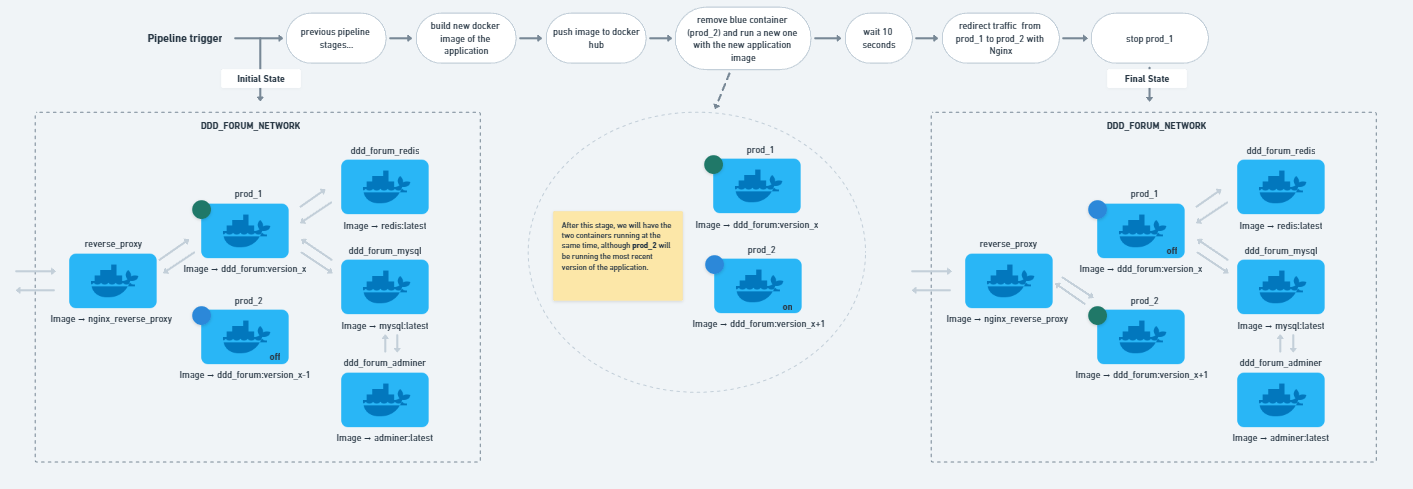 Pipeline trigger
previous pipeline
stages...
build new docker
image of the
application
push image to docker
hub
remove blue container
(prod_2) and run a new one
with the new application
image
wait 10
seconds
redirect traffic from
prod_1 to prod_2 with
Nginx
stop prod_1
Initial State
Final State
DDD_FORUM_NETWORK
ddd_forum_redis
prod_1
Image → redis:latest
reverse_proxy
ddd_forum_mysql
Image → ddd_forum:version_x
prod_2
Image → nginx_reverse_proxy
Image → mysql:latest
off
ddd_forum_adminer
Image → ddd_forum:version_x-1
Image → adminer:latest
prod_1
Image → ddd_forum:version_x
After this stage, we will have the
two containers running at the
same time, although prod_2 will
be running the most recent
version of the application.
prod_2
on
Image → ddd_forum:version_x+1
DDD_FORUM_NETWORK
ddd_forum_redis
prod_1
Image → redis:latest
reverse_proxy
off
ddd_forum_mysql
Image → ddd_forum:version_x
prod_2
Image → nginx_reverse_proxy
Image → mysql:latest
ddd_forum_adminer
Image → ddd_forum:version_x+1
Image → adminer:latest